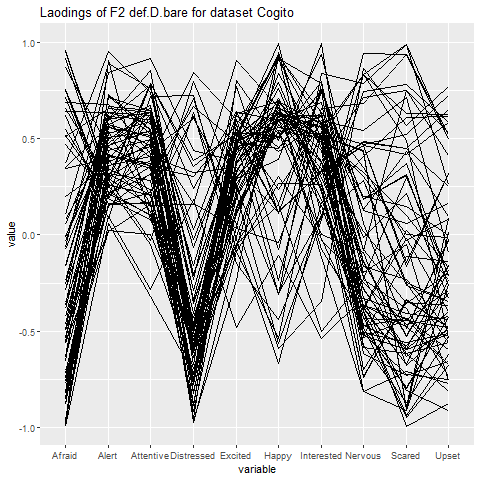 Laodings of F2 def.D.bare for dataset Cogito
1.0
0.5
0.0
-0.5
-1.0
value
Afraid Alert Attentive Distressed Excited Happy Interested Nervous Scared Upset
variable